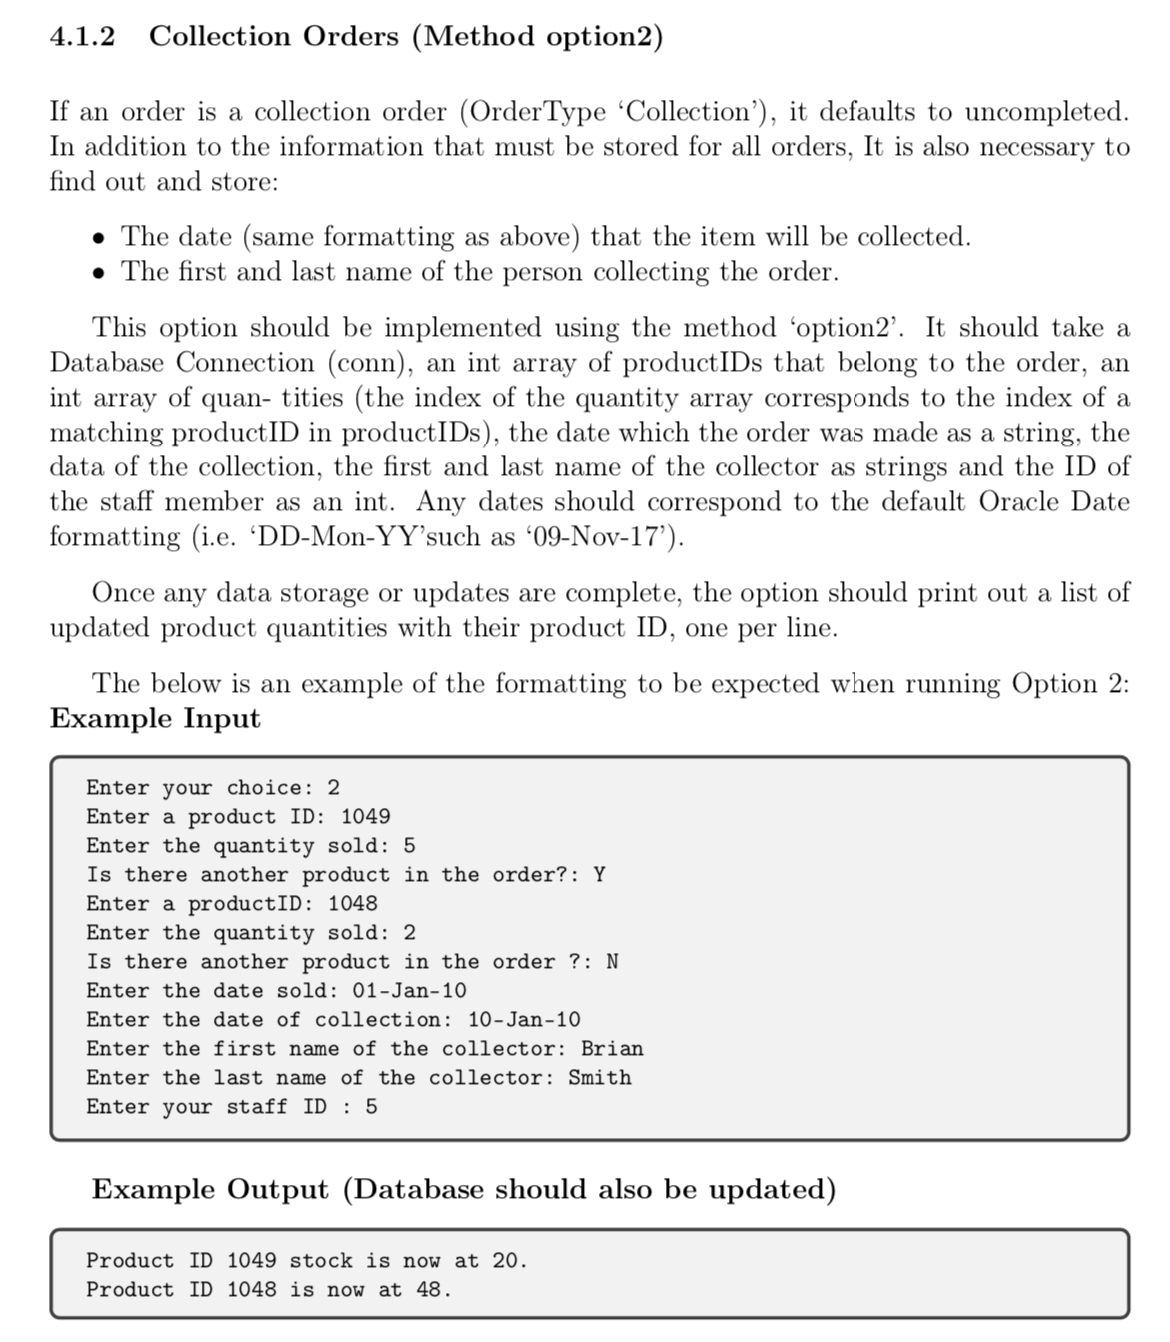 4.1.2 Collection Orders (Method option2)
If an order is a collection order (OrderType ‘Collection’), it defaults to uncompleted.
In addition to the information that must be stored for all orders, It is also necessary to
find out and store:
• The date (same formatting as above) that the item will be collected.
• The first and last name of the person collecting the order.
This option should be implemented using the method ‘option2’. It should take a
Database Connection (conn), an int array of productIDs that belong to the order, an
int array of quan- tities (the index of the quantity array corresponds to the index of a
matching productID in productIDs), the date which the order was made as a string, the
data of the collection, the first and last name of the collector as strings and the ID of
the staff member as an int. Any dates should correspond to the default Oracle Date
formatting (i.e. ‘DD-Mon-YY’such as ‘09-Nov-17’).
Once any data storage or updates are complete, the option should print out a list of
updated product quantities with their product ID, one per line.
The below is an example of the formatting to be expected when running Option 2:
Example Input
Enter your choice: 2
Enter a product ID: 1049
Enter the quantity sold: 5
Is there another product in the order?: Y
Enter a productID: 1048
Enter the quantity sold: 2
Is there another product in the order ?: N
Enter the date sold: 01-Jan-10
Enter the date of collection: 10-Jan-10
Enter the first name of the collector: Brian
Enter the last name of the collector: Smith
Enter your staff ID : 5
Example Output (Database should also be updated)
Product ID 1049 stock is now at 20.
Product ID 1048 is now at 48.